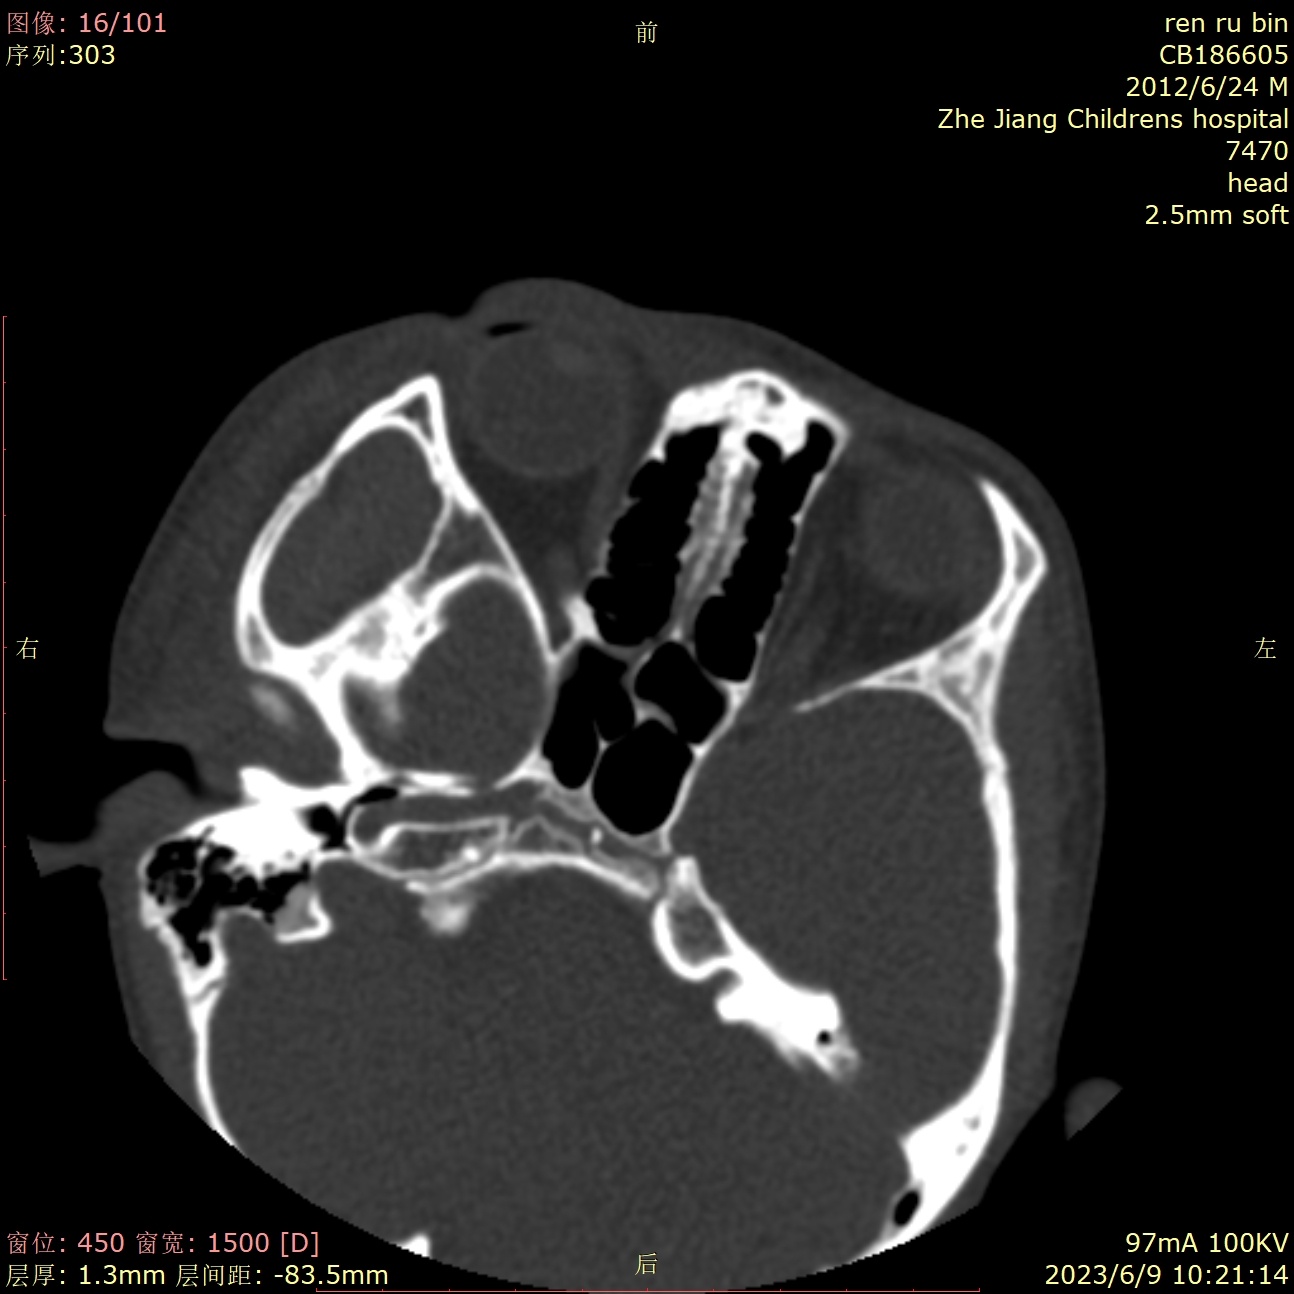 图像: 16/101
序列:303
前
ren ru bin
CB186605
2012/6/24 M
Zhe Jiang Childrens hospital
7470
head
2.5mm soft
右
左
窗位: 450 窗宽: 1500 [D]
层厚: 1.3mm 层间距: -83.5mm
后
97mA 100KV
2023/6/9 10:21:14